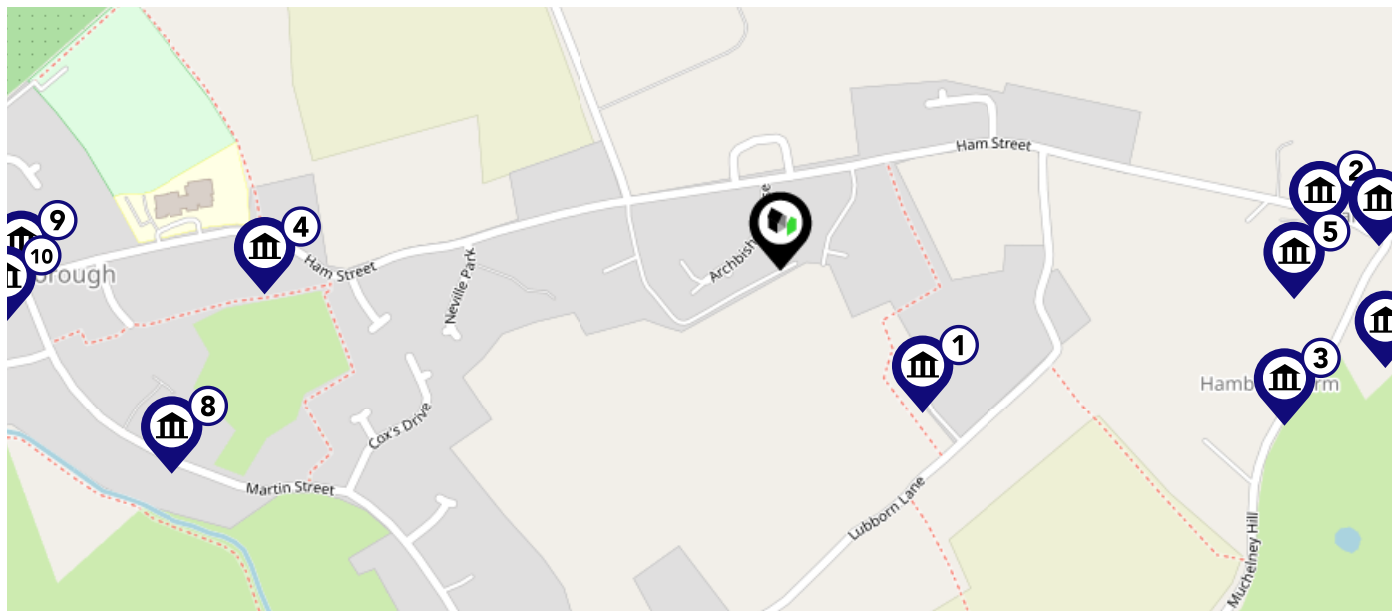 Ham Street
2
9
4
5
10
Ham Street
Archbish
orough
Neville Park
1
3
Hamb
rm
8
Cox's Drive
Martin Street
Lubborn Lane
Muchelney Hill